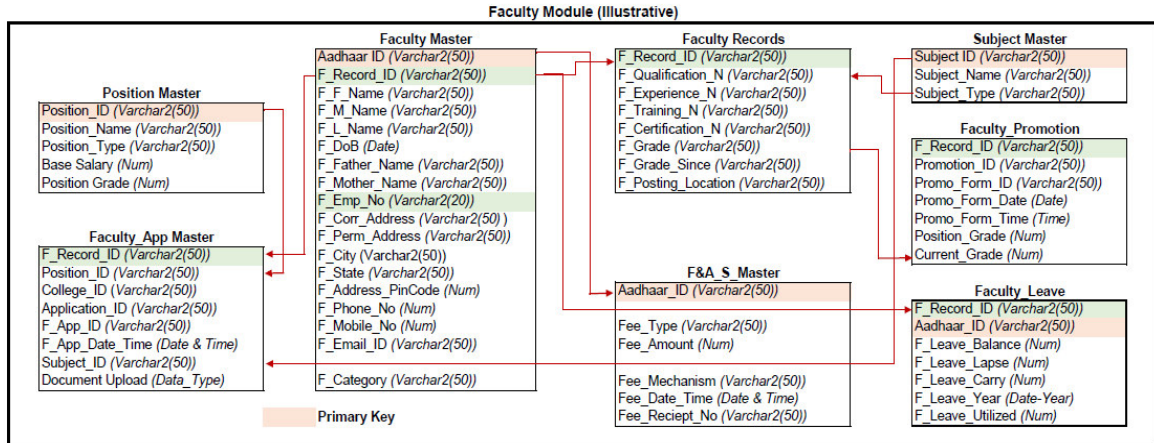 Faculty Module (Illustrative)
Position Master
Position_ID (Varchar2(50))
Position_Name (Varchar2(50))
Position_Type (Varchar2(50))
Base Salary (Num)
Position Grade (Num)
Faculty_App Master
F_Record_ID (Varchar2(50))
Position_ID (Varchar2(50))
College_ID (Varchar2(50))
Application_ID (Varchar2(50))
F_App_ID (Varchar2(50))
F_App_Date_Time (Date & Time)
Subject_ID (Varchar2(50))
Document Upload (Data_Type)
Faculty Master
Aadhaar ID (Varchar2(50))
F_Record_ID (Varchar2(50))
F_F_Name (Varchar2(50))
F_M_Name (Varchar2(50))
F_L_Name (Varchar2(50))
F_DoB (Date)
F_Father_Name (Varchar2(50))
F_Mother_Name (Varchar2(50))
F_Emp_No (Varchar2(20))
F_Corr_Address (Varchar2(50) )
F_Perm_Address (Varchar2(50))
F_City (Varchar2(50))
F_State (Varchar2(50))
F_Address_PinCode (Num)
F_Phone_No (Num)
F_Mobile_No (Num)
F_Email_ID (Varchar2(50))
F_Category (Varchar2(50))
Primary Key
Faculty Records
F_Record_ID (Varchar2(50))
F_Qualification_N (Varchar2(50))
F_Experience_N (Varchar2(50))
F_Training_N (Varchar2(50))
F_Certification_N (Varchar2(50))
F_Grade (Varchar2(50))
F_Grade_Since (Varchar2(50))
F_Posting_Location (Varchar2(50))
F&A_S_Master
Aadhaar_ID (Varchar2(50))
Fee_Type (Varchar2(50))
Fee_Amount (Num)
Fee_Mechanism (Varchar2(50))
Fee_Date_Time (Date & Time)
Fee_Reciept_No (Varchar2(50))
Subject Master
Subject ID (Varchar2(50))
Subject_Name (Varchar2(50))
Subject_Type (Varchar2(50))
Faculty_Promotion
F_Record_ID (Varchar2(50))
Promotion_ID (Varchar2(50))
Promo_Form_ID (Varchar2(50))
Promo_Form_Date (Date)
Promo_Form_Time (Time)
Position_Grade (Num)
Current_Grade (Num)
Faculty_Leave
F_Record_ID (Varchar2(50))
Aadhaar_ID (Varchar2(50))
F_Leave_Balance (Num)
F_Leave_Lapse (Num)
F_Leave_Carry (Num)
F_Leave_Year (Date-Year)
F_Leave_Utilized (Num)